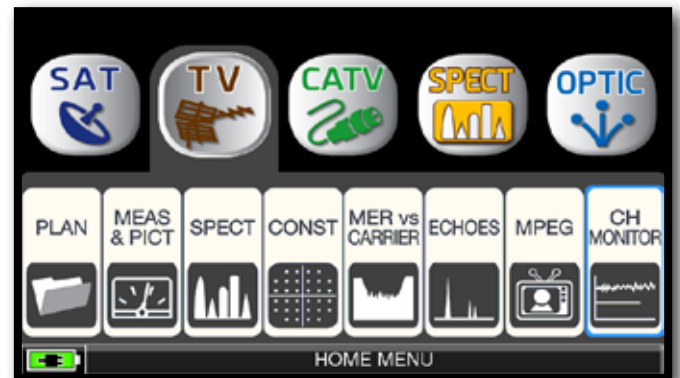 SAT
TV
CATV
SPECT
OPTIC
PLAN
MEAS
& PICT
SPECT
CONST
MER vs
CARRIER
ECHOES
MPEG
CH
MONITOR
HOME MENU